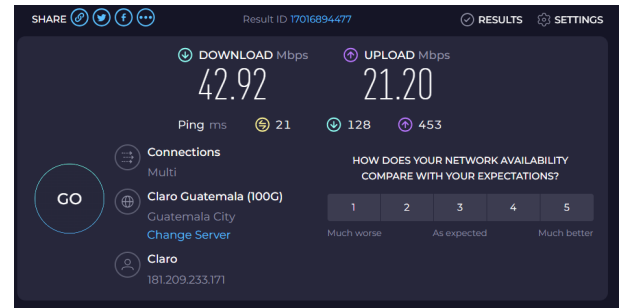 SHARE
Result ID 17016894477
RESULTS
SETTINGS
DOWNLOAD Mbps
42.92
UPLOAD Mbps
21.20
Ping ms 21 128 453
Connections
Multi
GO
Claro Guatemala (100G)
Guatemala City
Change Server
Claro
181.209.233.171
HOW DOES YOUR NETWORK AVAILABILITY
COMPARE WITH YOUR EXPECTATIONS?
1 2 3 4 5
Much worse As expected Much better